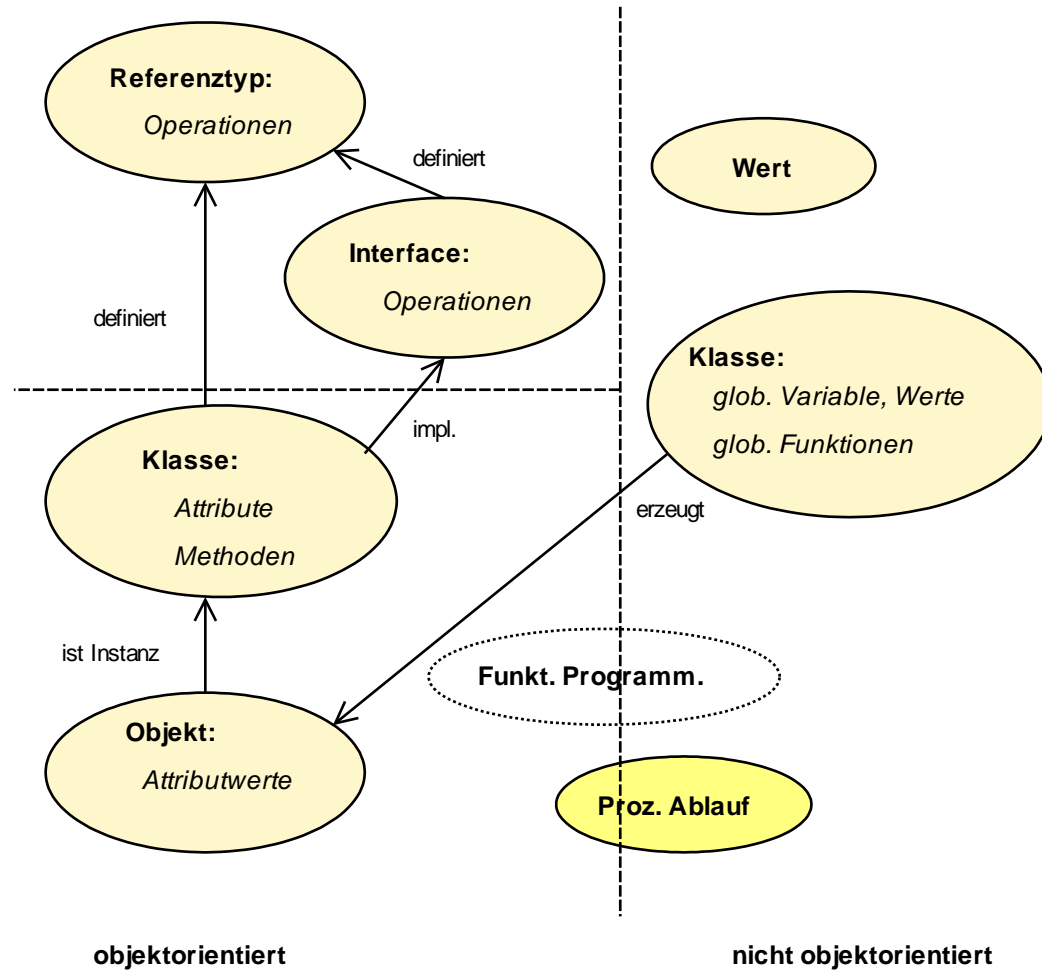 Referenztyp:
Operationen
definiert
Wert
Interface:
Operationen
definiert
Klasse:
glob. Variable, Werte
glob. Funktionen
impl.
Klasse:
Attribute
Methoden
erzeugt
ist Instanz
Funkt. Programm.
Objekt:
Attributwerte
Proz. Ablauf
objektorientiert
nicht objektorientiert